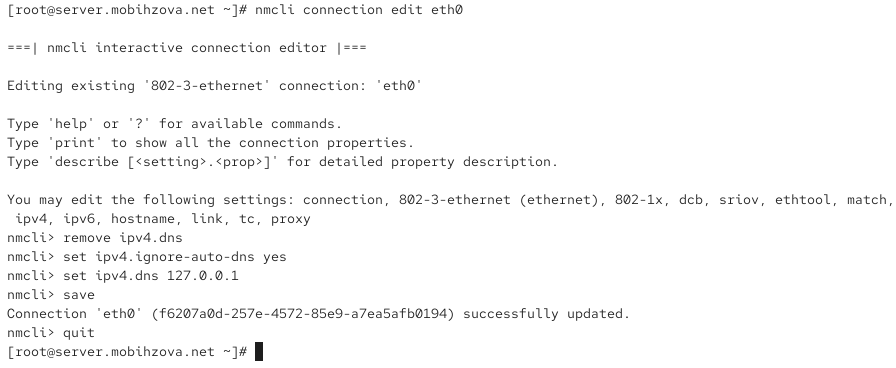 [root@server.mobihzova.net ~]# nmcli connection edit eth0
===| nmcli interactive connection editor |===
Editing existing '802-3-ethernet' connection: 'eth0'
Type 'help' or '?' for available commands.
Type 'print' to show all the connection properties.
Type 'describe [<setting>.<prop>]' for detailed property description.
You may edit the following settings: connection, 802-3-ethernet (ethernet), 802-1x, dcb, sriov, ethtool, match,
ipv4, ipv6, hostname, link, tc, proxy
nmcli> remove ipv4.dns
nmcli> set ipv4.ignore-auto-dns yes
nmcli> set ipv4.dns 127.0.0.1
nmcli> save
Connection 'eth0' (f6207a0d-257e-4572-85e9-a7ea5afb0194) successfully updated.
nmcli> quit
[root@server.mobihzova.net ~]#